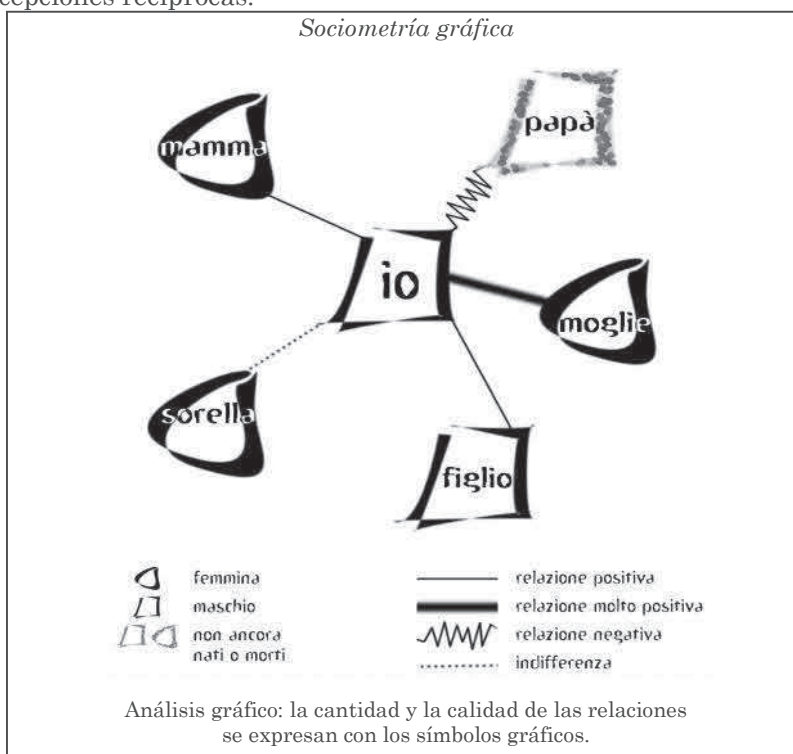 cepciones recíprocas.
Sociometría gráfica
papà
mamma
io
moglie
sorella
figlio
femmina
maschio
non ancora
nati o morti
relazione positiva
relazione molto positiva
relazione negativa
indifferenza
Análisis gráfico: la cantidad y la calidad de las relaciones
se expresan con los símbolos gráficos.